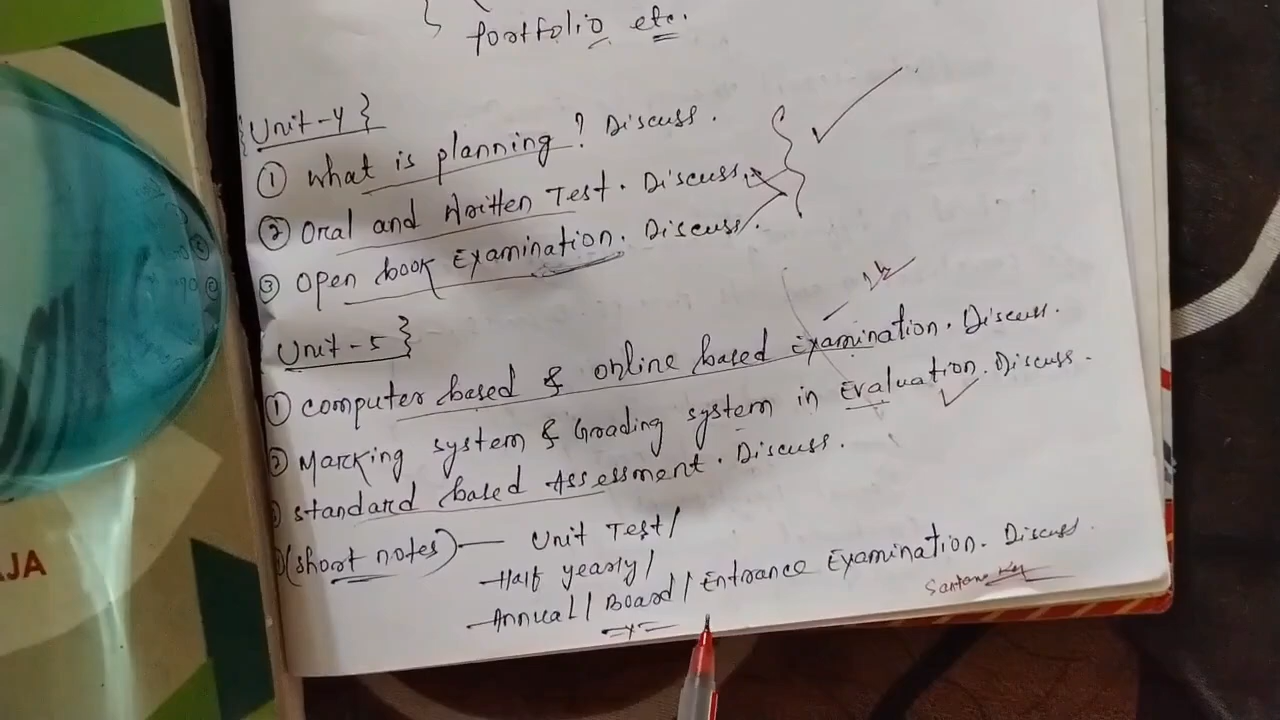 portfolio etc.
{Unit-4}
① What is planning? Discuss.
② Oral and Written Test. Discuss.
③ Open book Examination. Discuss.
Unit-5}
① Computer based & online based Examination. Discuss.
② Marking system & Grading system in Evaluation. Discuss.
standard based Assessment. Discuss.
(short notes) — Unit Test/
Half yearly/
Annual/ Board/ Entrance Examination. Discuss
JA